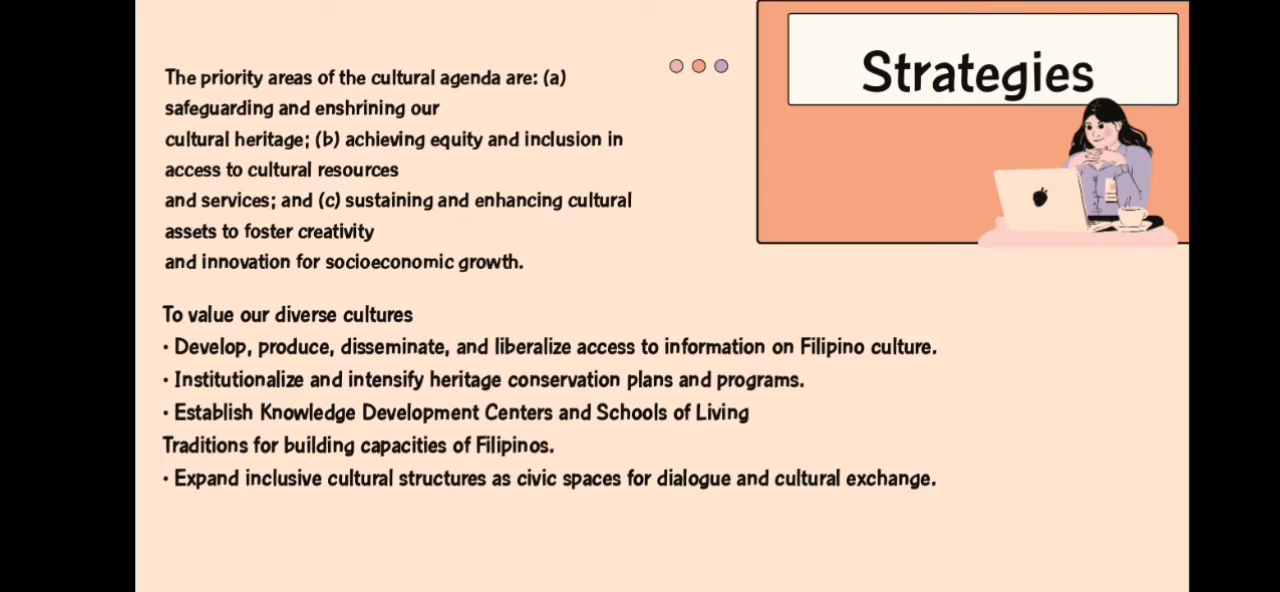 Strategies
The priority areas of the cultural agenda are: (a)
safeguarding and enshrining our
cultural heritage; (b) achieving equity and inclusion in
access to cultural resources
and services; and (c) sustaining and enhancing cultural
assets to foster creativity
and innovation for socioeconomic growth.
To value our diverse cultures
• Develop, produce, disseminate, and liberalize access to information on Filipino culture.
• Institutionalize and intensify heritage conservation plans and programs.
• Establish Knowledge Development Centers and Schools of Living
Traditions for building capacities of Filipinos.
• Expand inclusive cultural structures as civic spaces for dialogue and cultural exchange.